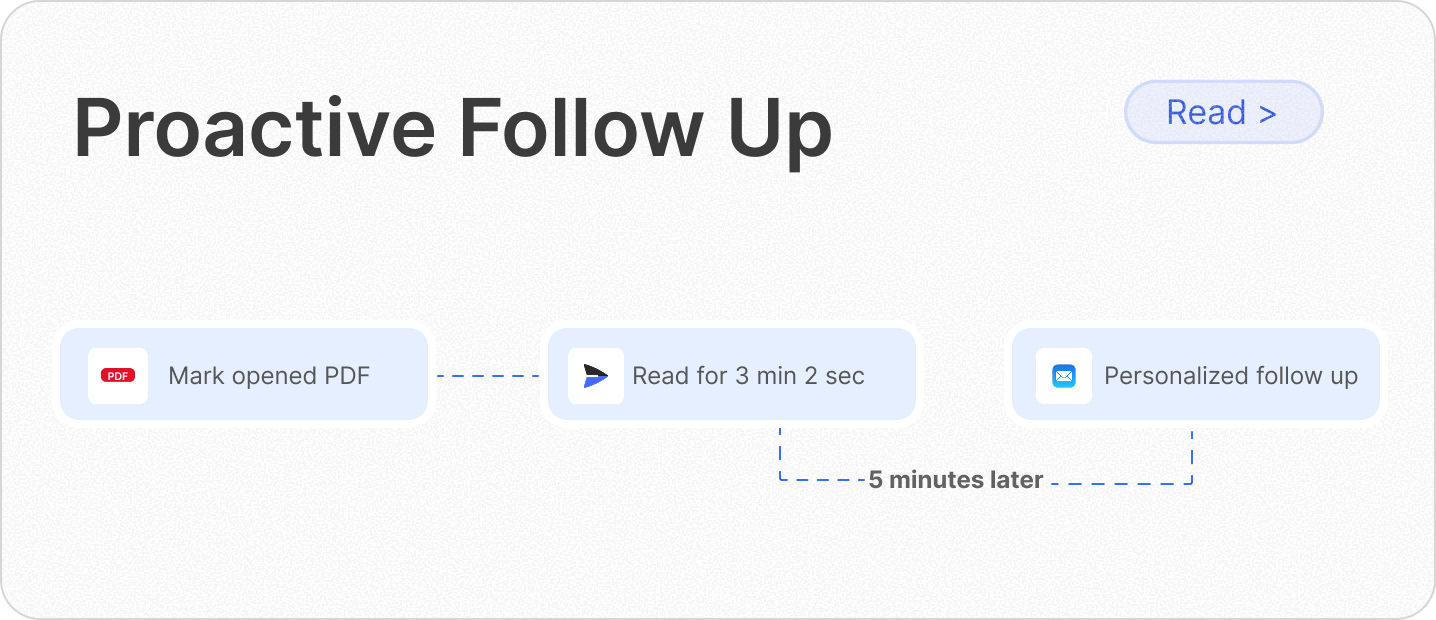 Proactive Follow Up
Read >
PDF
Mark opened PDF
Read for 3 min 2 sec
Personalized follow up
5 minutes later